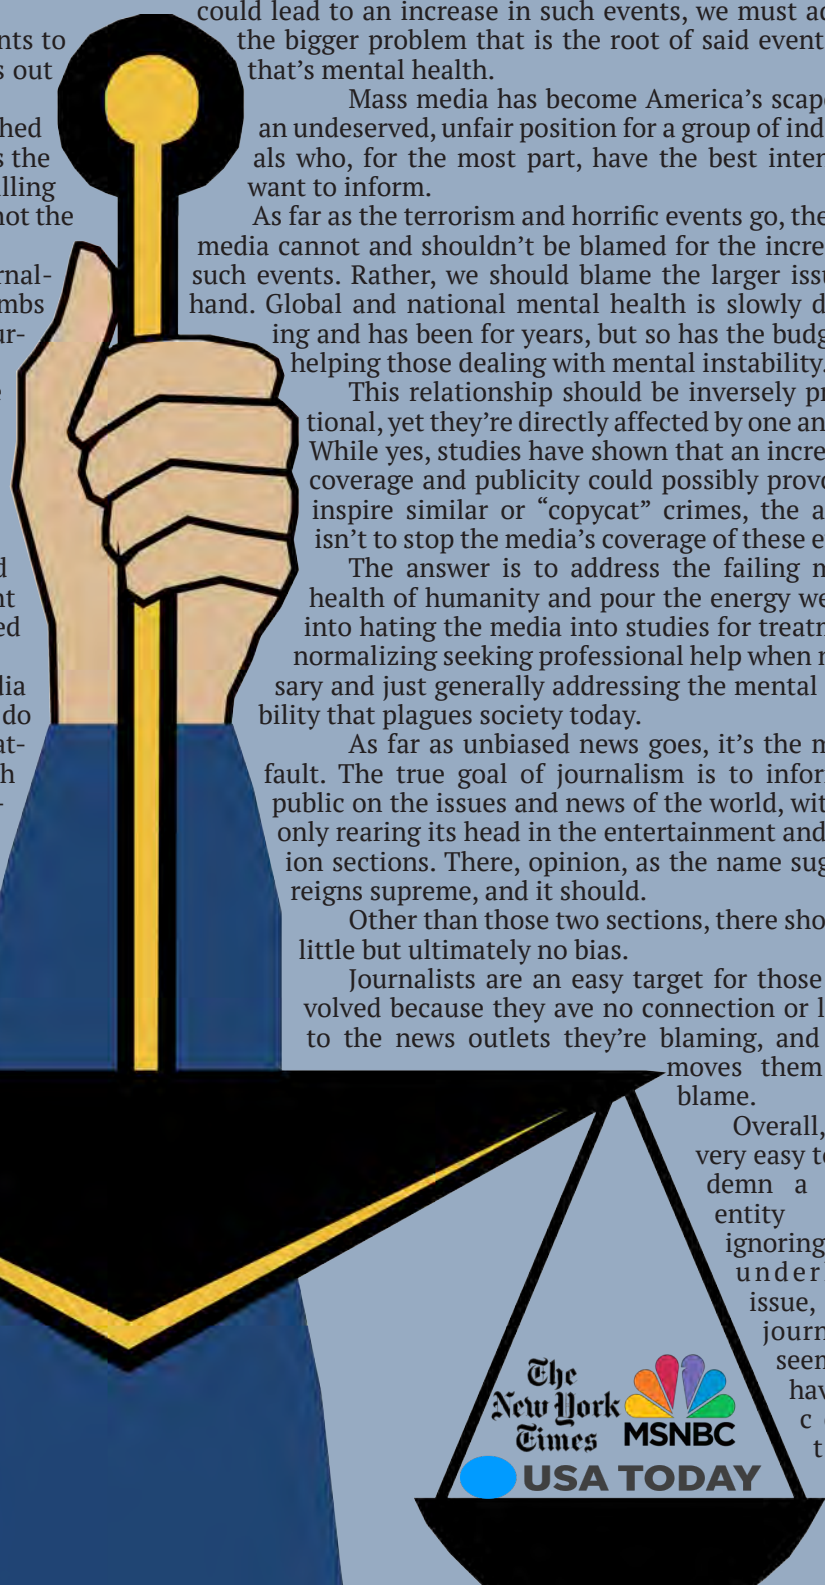 nts to
s out
hed
s the
lling
not the
rnal-
mbs
ur-
e
d
nt
ed
dia
do
at-
h
-
could lead to an increase in such events, we must ad
the bigger problem that is the root of said event
that’s mental health.
Mass media has become America’s scape
an undeserved, unfair position for a group of ind
als who, for the most part, have the best inten
want to inform.
As far as the terrorism and horrific events go, the
media cannot and shouldn’t be blamed for the incre
such events. Rather, we should blame the larger issu
hand. Global and national mental health is slowly d
ing and has been for years, but so has the budg
helping those dealing with mental instability.
This relationship should be inversely pr
tional, yet they’re directly affected by one an
While yes, studies have shown that an incre
coverage and publicity could possibly provo
inspire similar or “copycat” crimes, the a
isn’t to stop the media’s coverage of these e
The answer is to address the failing m
health of humanity and pour the energy we
into hating the media into studies for treatm
normalizing seeking professional help when n
sary and just generally addressing the mental
bility that plagues society today.
As far as unbiased news goes, it’s the m
fault. The true goal of journalism is to infor
public on the issues and news of the world, wit
only rearing its head in the entertainment and
ion sections. There, opinion, as the name sug
reigns supreme, and it should.
Other than those two sections, there sho
little but ultimately no bias.
Journalists are an easy target for those
volved because they ave no connection or l
to the news outlets they’re blaming, and
moves them
blame.
Overall,
very easy to
demn a
entity
ignoring
under
issue,
journ
seem
hav
c
t
The
New York
Times
MSNBC
USA TODAY